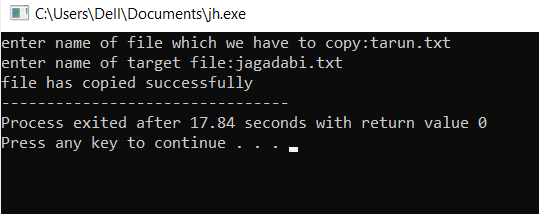 C:\Users\Dell\Documents\jh.exe
enter name of file which we have to copy:tarun.txt
enter name of target file:jagadabi.txt
file has copied successfully
--------------------------------
Process exited after 17.84 seconds with return value 0
Press any key to continue . . .